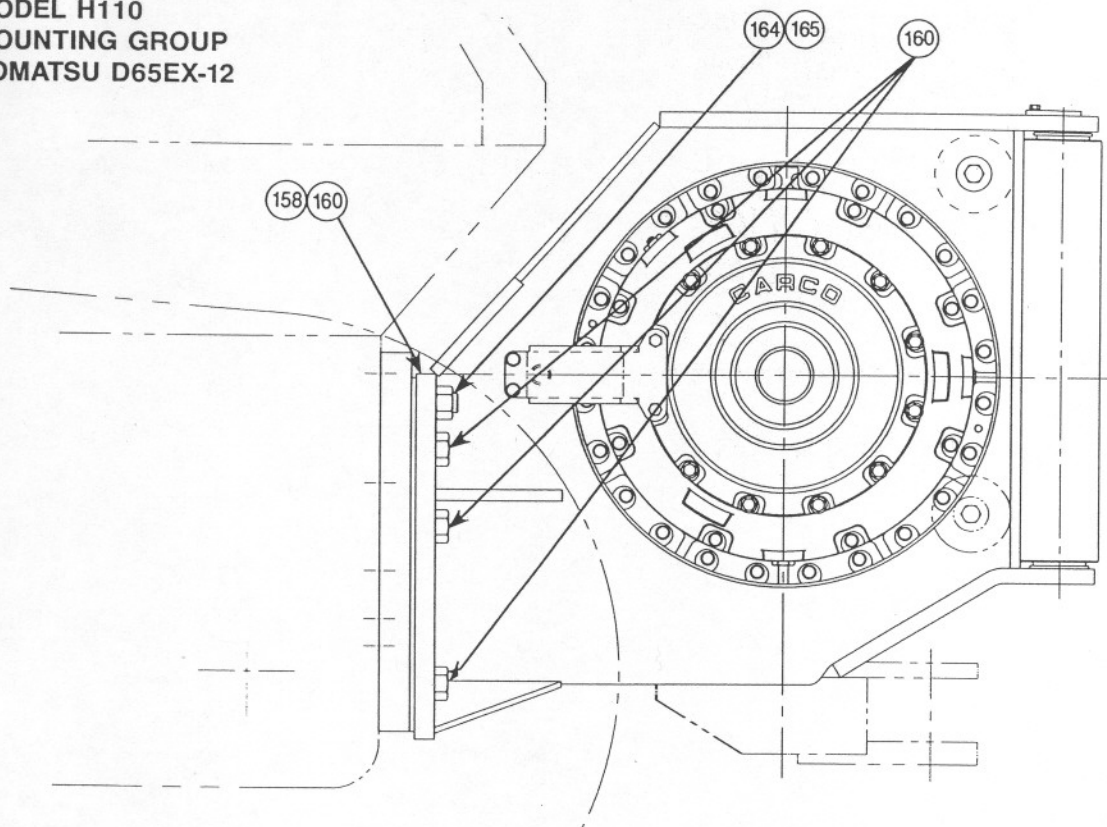 ODEL H110
OUNTING GROUP
OMATSU D65EX-12
164 165
160
158 160
CARCO